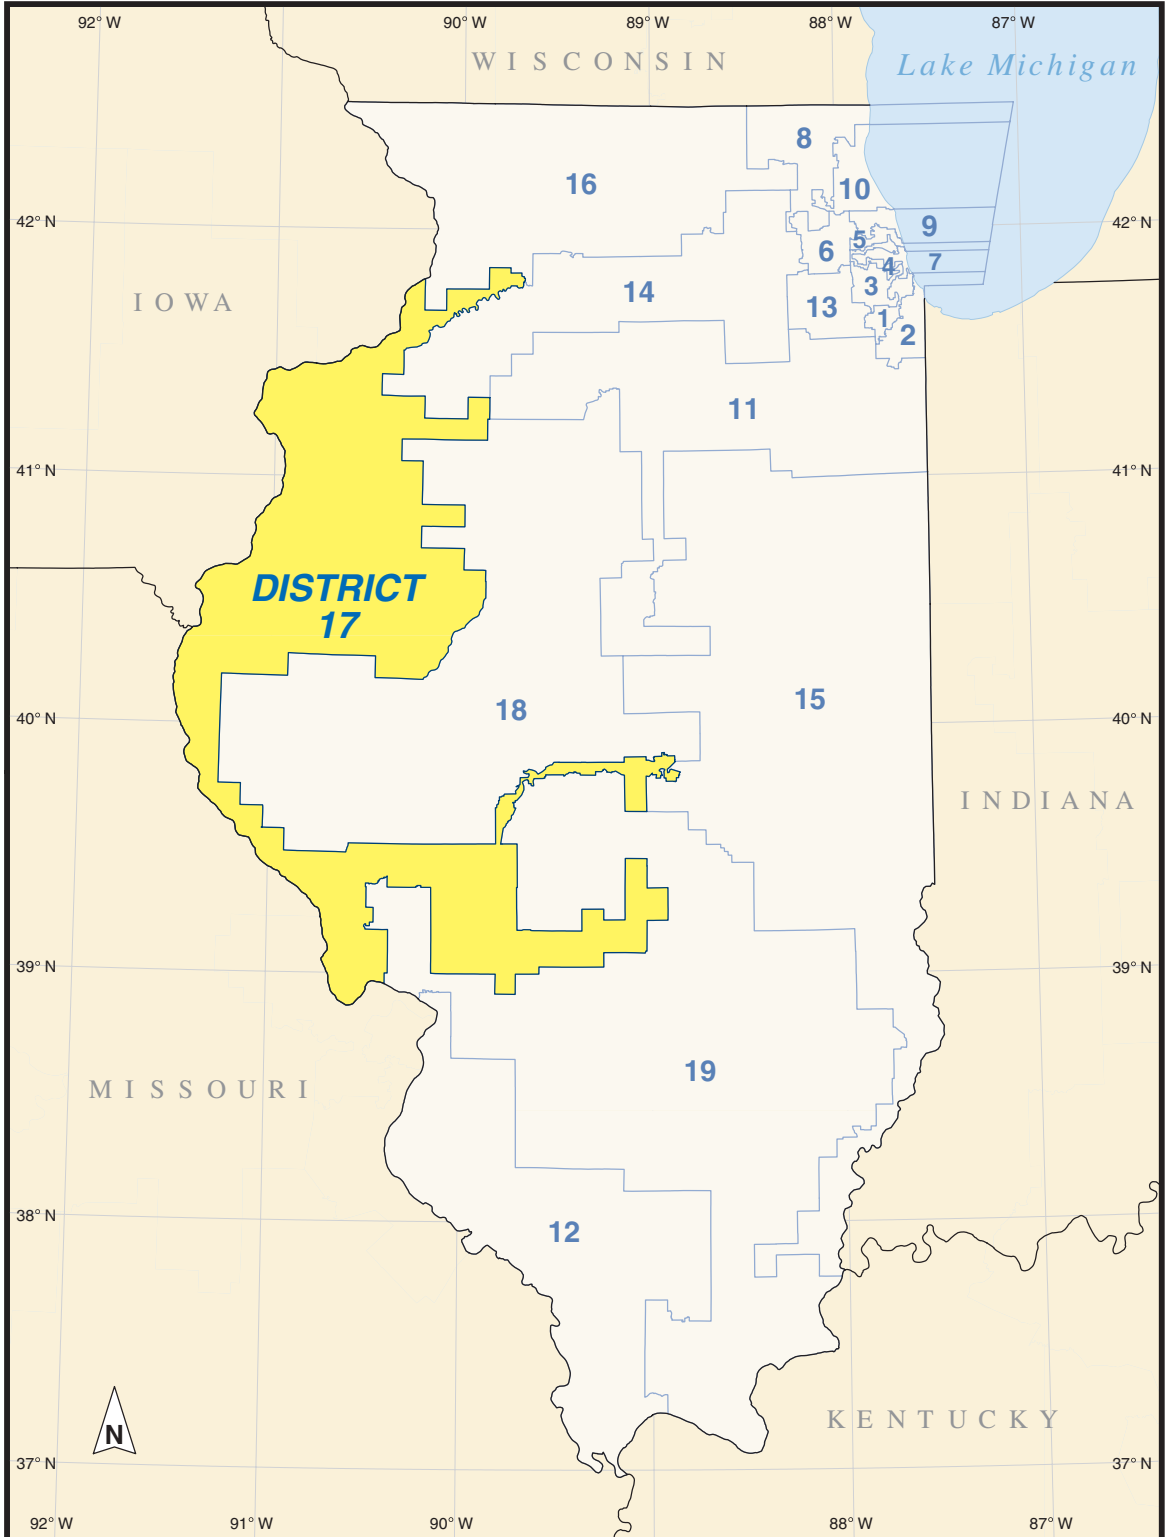 92° W 90° W 89° W 88° W 87° W
WISCONSIN
Lake Michigan
8
16
10
42° N 42° N
9
5
6
7
4
14
3
IOWA
13
1
2
11
41° N 41° N
DISTRICT
17
15
18
40° N 40° N
INDIANA
39° N 39° N
19
MISSOURI
38° N 38° N
12
KENTUCKY
N
37° N 37° N
92° W 91° W 90° W 88° W 87° W